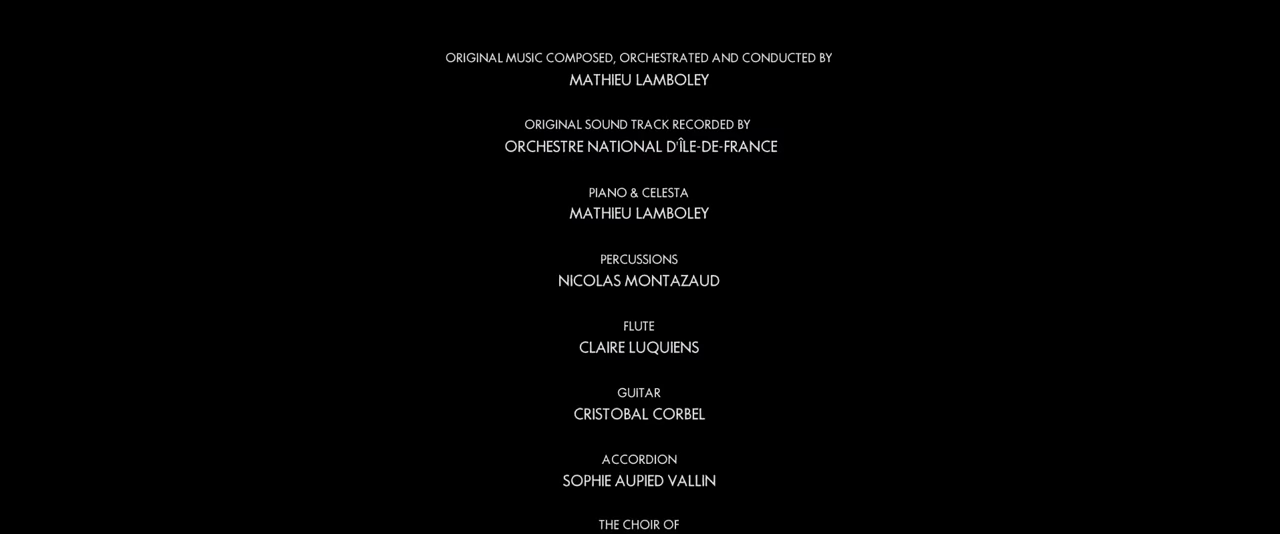 ORIGINAL MUSIC COMPOSED, ORCHESTRATED AND CONDUCTED BY
MATHIEU LAMBOLEY
ORIGINAL SOUND TRACK RECORDED BY
ORCHESTRE NATIONAL D'ÎLE-DE-FRANCE
PIANO & CELESTA
MATHIEU LAMBOLEY
PERCUSSIONS
NICOLAS MONTAZAUD
FLUTE
CLAIRE LUQUIENS
GUITAR
CRISTOBAL CORBEL
ACCORDION
SOPHIE AUPIED VALLIN
THE CHOIR OF